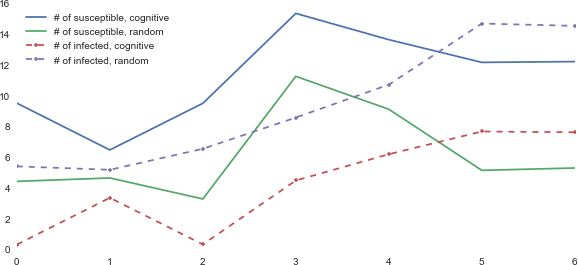 16
14
12
10
8
6
4
2
0
# of susceptible, cognitive
# of susceptible, random
# of infected, cognitive
# of infected, random
0 1 2 3 4 5 6